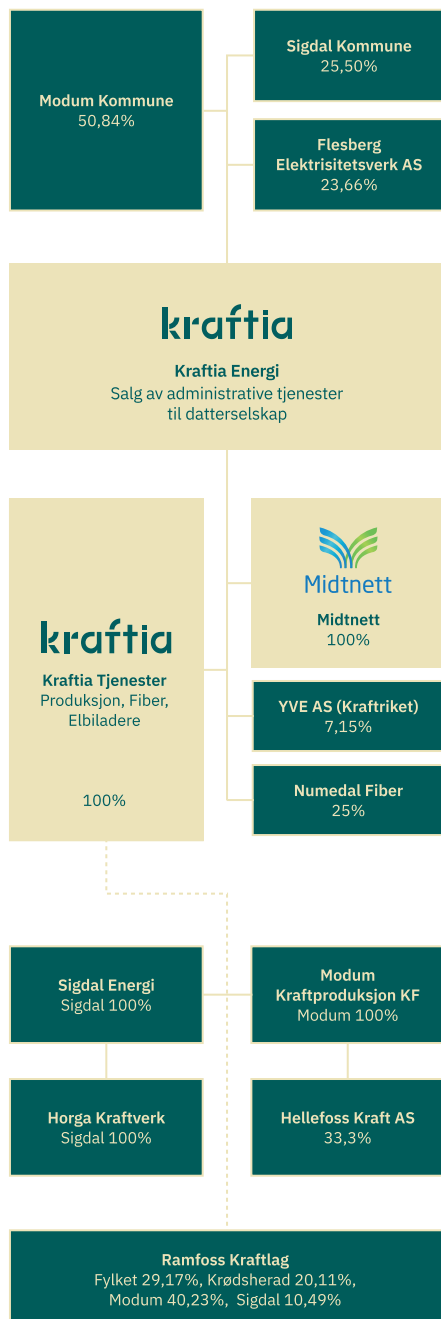 Modum Kommune
50,84%
Sigdal Kommune
25,50%
Flesberg
Elektrisitetsverk AS
23,66%
kraftia
Kraftia Energi
Salg av administrative tjenester
til datterselskap
kraftia
Kraftia Tjenester
Produksjon, Fiber,
Elbiladere
100%
Midtnett
Midtnett
100%
YVE AS (Kraftriket)
7,15%
Numedal Fiber
25%
Sigdal Energi
Sigdal 100%
Modum
Kraftproduksjon KF
Modum 100%
Horga Kraftverk
Sigdal 100%
Hellefoss Kraft AS
33,3%
Ramfoss Kraftlag
Fylket 29,17%, Krødsherad 20,11%,
Modum 40,23%, Sigdal 10,49%